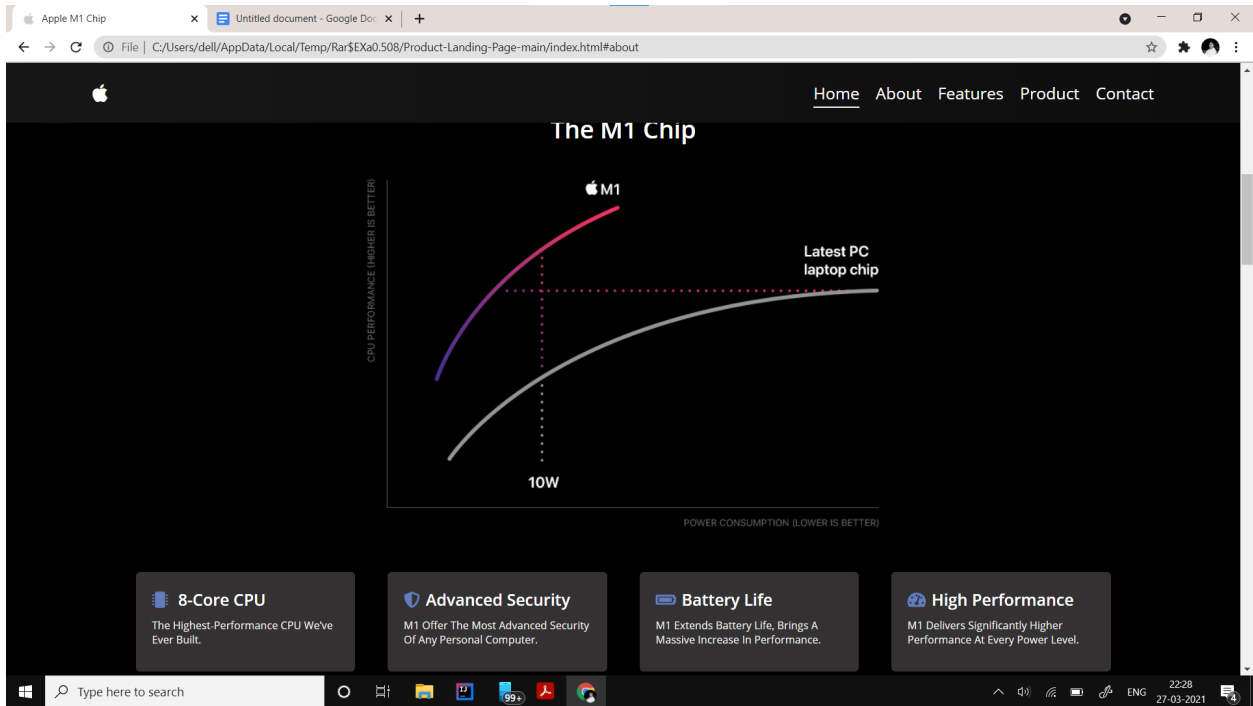 Apple M1 Chip
Untitled document - Google Doc
File | C:/Users/dell/AppData/Local/Temp/Rar$EXa0.508/Product-Landing-Page-main/index.html#about
Home About Features Product Contact
The M1 Chip
CPU PERFORMANCE (HIGHER IS BETTER)
M1
Latest PC
laptop chip
10W
POWER CONSUMPTION (LOWER IS BETTER)
8-Core CPU
The Highest-Performance CPU We've
Ever Built.
Advanced Security
M1 Offer The Most Advanced Security
Of Any Personal Computer.
Battery Life
M1 Extends Battery Life, Brings A
Massive Increase In Performance.
High Performance
M1 Delivers Significantly Higher
Performance At Every Power Level.
Type here to search
IJ
99+
ENG
22:28
27-03-2021
4